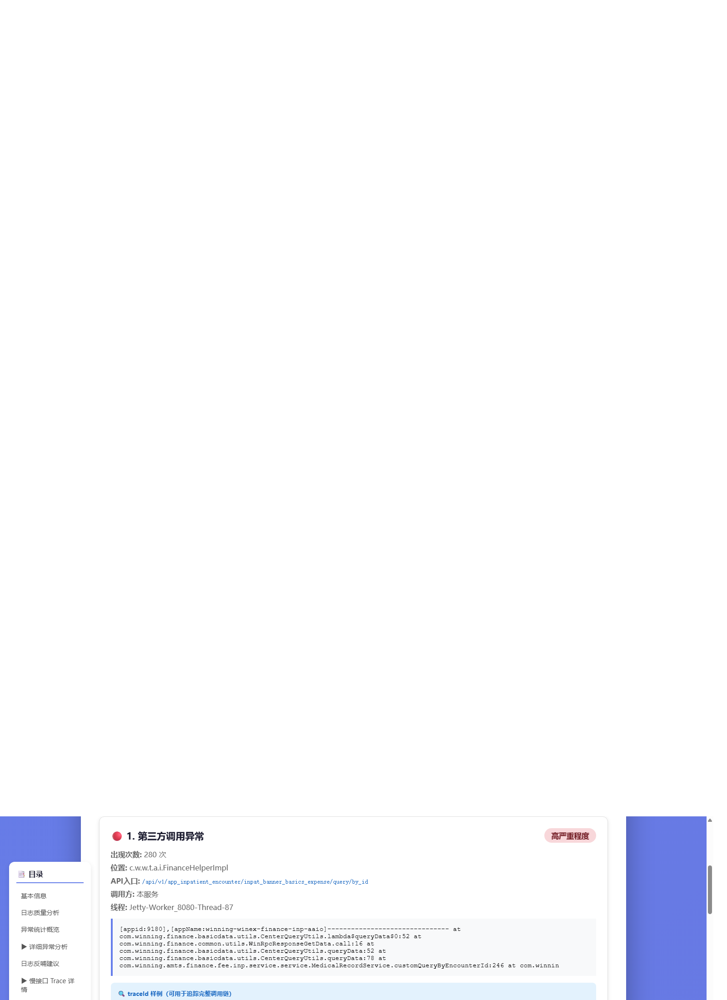 目录
基本信息
日志质量分析
异常统计概览
▶ 详细异常分析
日志反哺建议
▶ 慢接口 Trace 详
情
1. 第三方调用异常
高严重程度
出现次数: 280 次
位置: c.w.w.t.a.i.FinanceHelperImpl
API入口: /api/v1/app_inpatient_encounter/inpat_banner_basics_expense/query/by_id
调用方: 本服务
线程: Jetty-Worker_8080-Thread-87
[appid:9180],[appName:winning-winex-finance-inp-aaio]------------------------------- at
com.winning.finance.basicdata.utils.CenterQueryUtils.lambda$queryData$0:52 at
com.winning.finance.common.utils.WinRpcResponseGetData.call:16 at
com.winning.finance.basicdata.utils.CenterQueryUtils.queryData:52 at
com.winning.finance.basicdata.utils.CenterQueryUtils.queryData:78 at
com.winning.amts.finance.fee.inp.service.service.MedicalRecordService.customQueryByEncounterId:246 at com.winnin
traceId 样例（可用于追踪完整调用链）